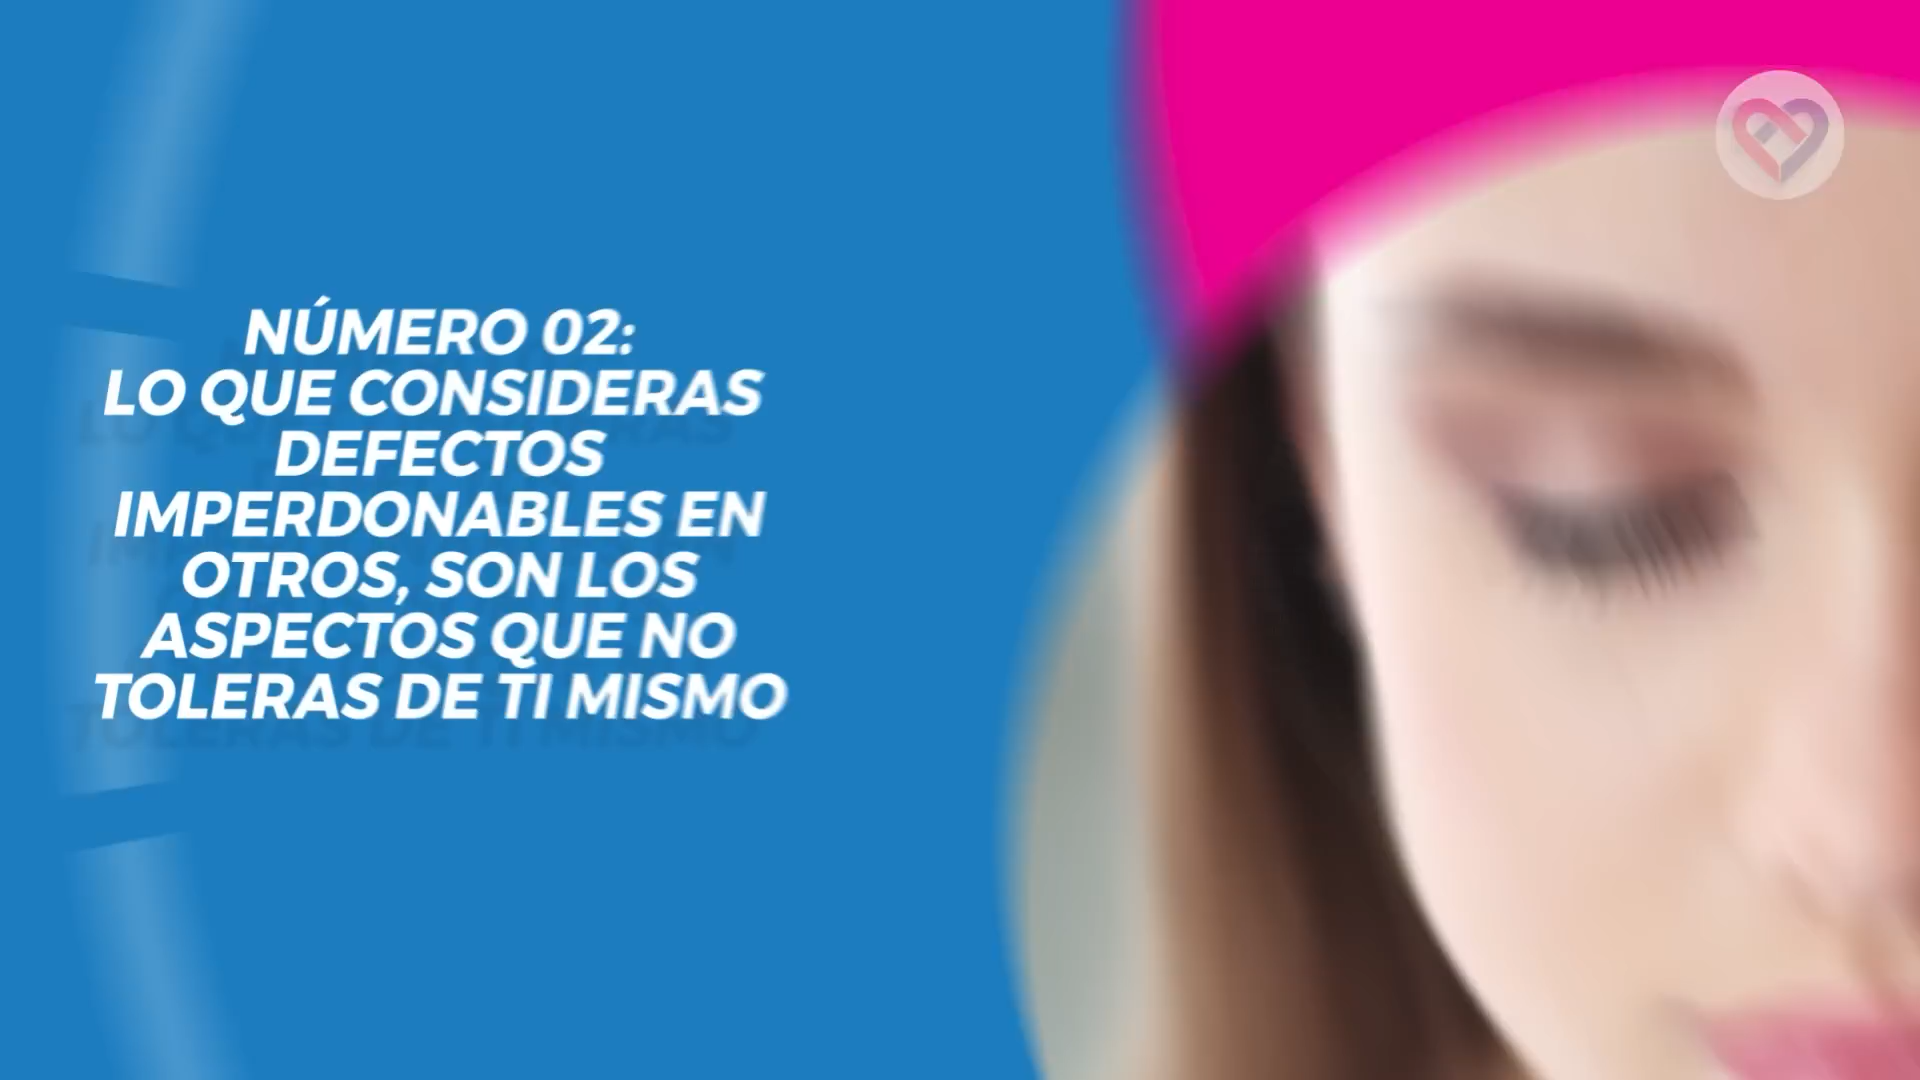 NÚMERO 02:
LO QUE CONSIDERAS
DEFECTOS
IMPERDONABLES EN
OTROS, SON LOS
ASPECTOS QUE NO
TOLERAS DE TI MISMO